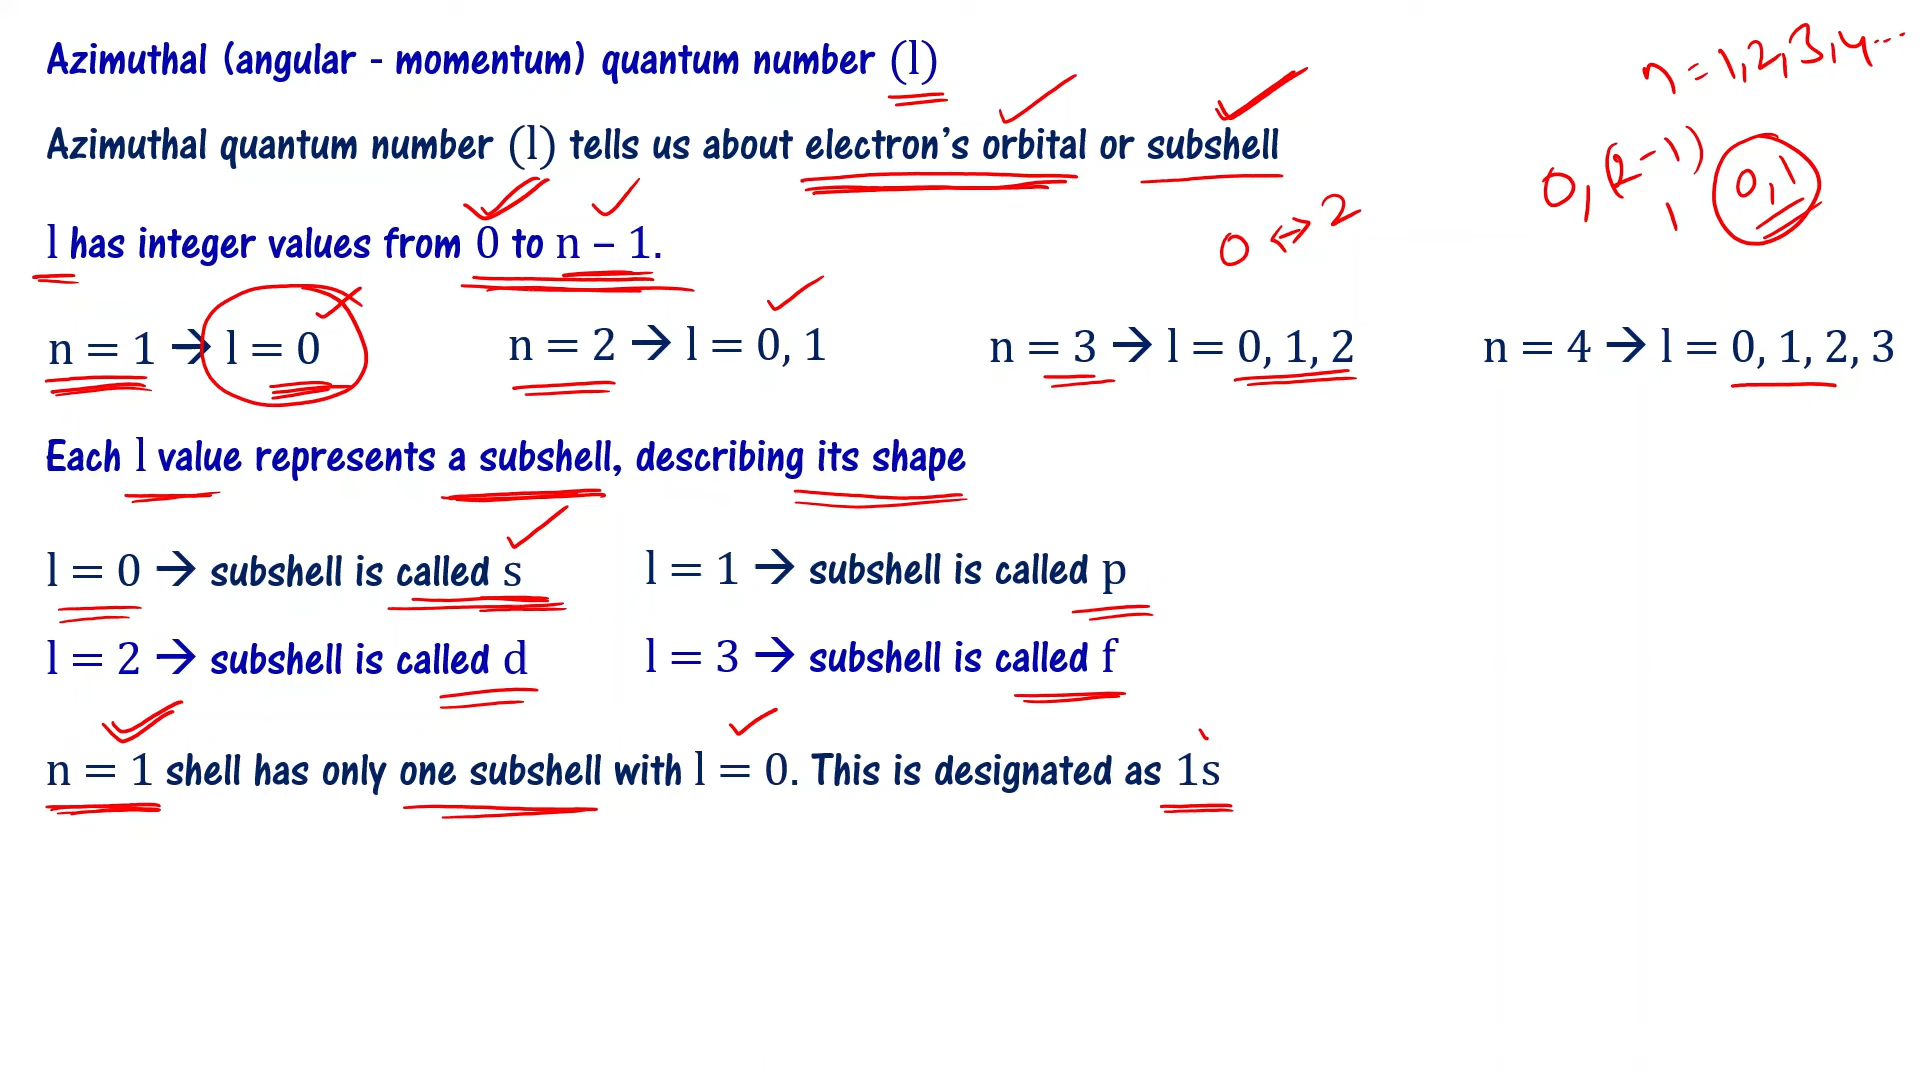 Azimuthal (angular - momentum) quantum number (l)
n = 1, 2, 3, 4 ...
Azimuthal quantum number (l) tells us about electron's orbital or subshell
0, (2-1) 0, 1
1
0 ↔ 2
l has integer values from 0 to n − 1.
n = 1 → l = 0 n = 2 → l = 0, 1 n = 3 → l = 0, 1, 2 n = 4 → l = 0, 1, 2, 3
Each l value represents a subshell, describing its shape
l = 0 → subshell is called s l = 1 → subshell is called p
l = 2 → subshell is called d l = 3 → subshell is called f
n = 1 shell has only one subshell with l = 0. This is designated as 1s